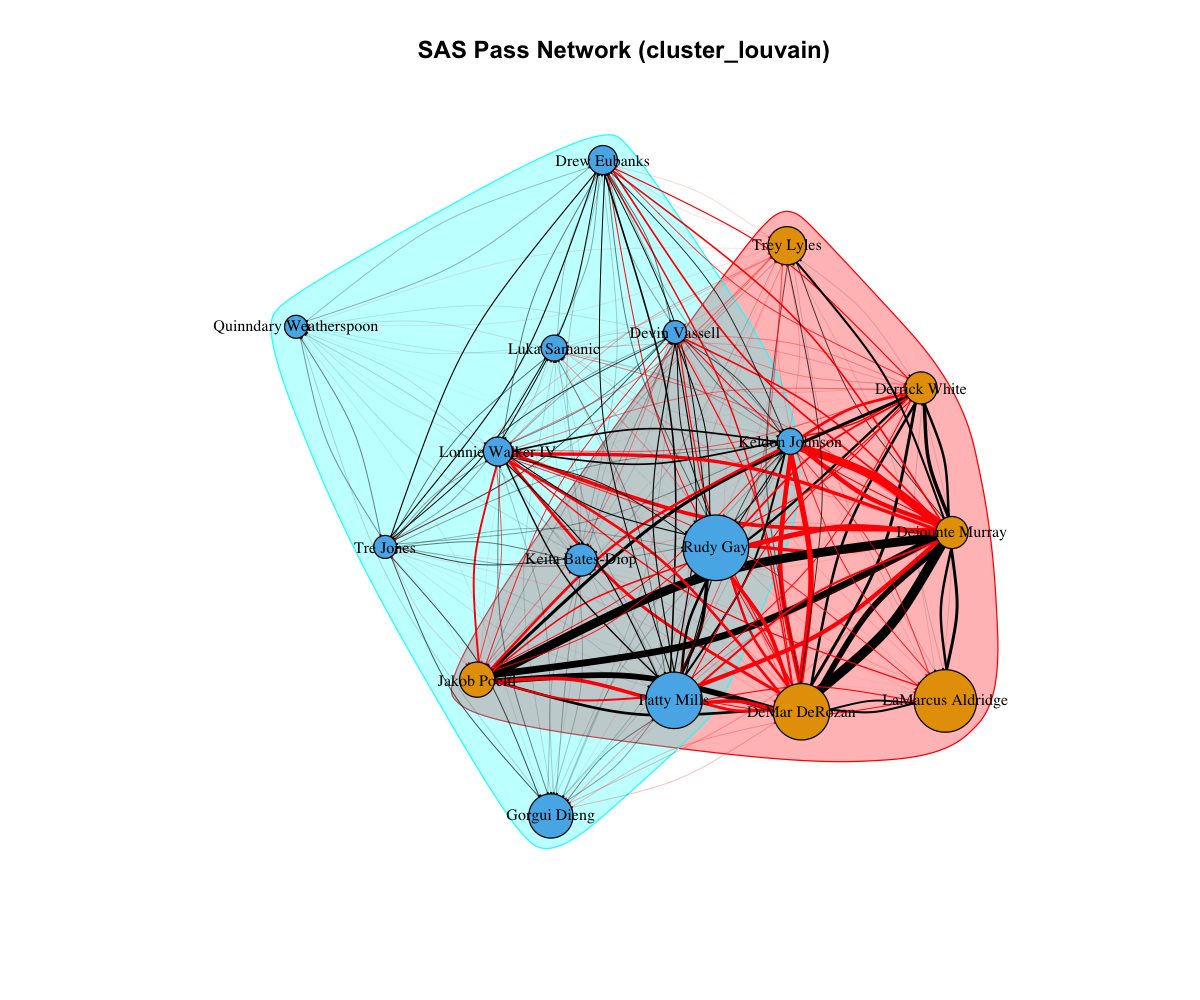 SAS Pass Network (cluster_louvain)
Drew Eubanks
Trey Lyles
Quinndary Weatherspoon
Devin Vassell
Luka Samanic
Derrick White
Keldon Johnson
Lonnie Walker IV
Dejounte Murray
Tre Jones
Rudy Gay
Keita Bates-Diop
Jakob Poeltl
Patty Mills
LaMarcus Aldridge
DeMar DeRozan
Gorgui Dieng